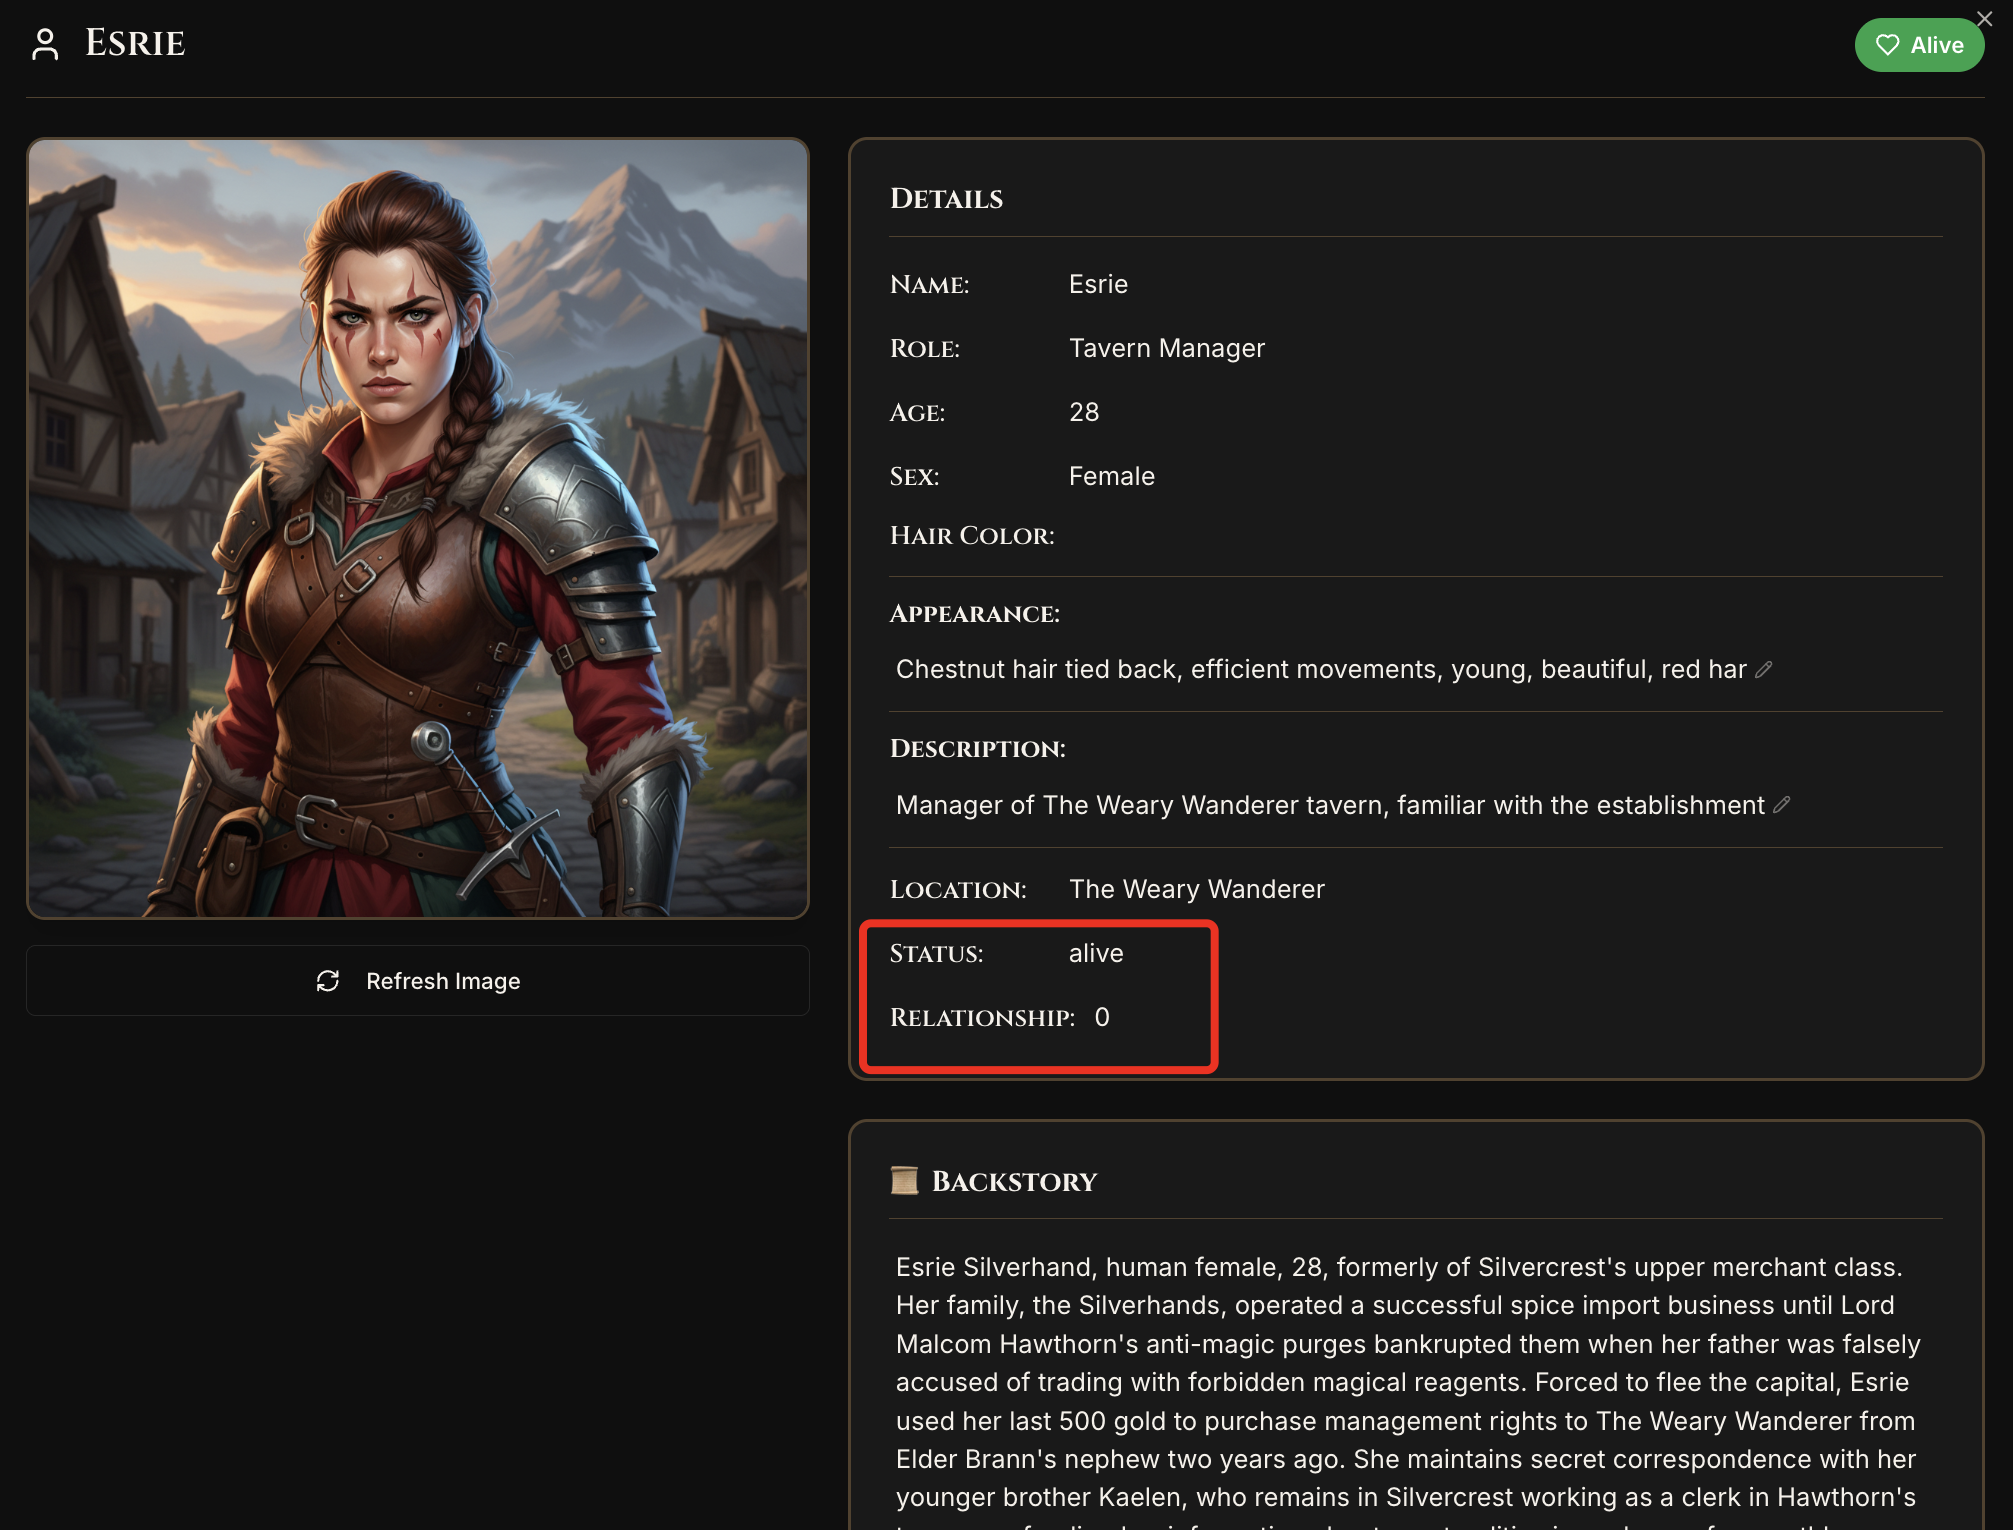 Esrie
Alive
Details
Name: Esrie
Role: Tavern Manager
Age: 28
Sex: Female
Hair Color:
Appearance:
Chestnut hair tied back, efficient movements, young, beautiful, red har
Description:
Manager of The Weary Wanderer tavern, familiar with the establishment
Location: The Weary Wanderer
Status: alive
Relationship: 0
Refresh Image
Backstory
Esrie Silverhand, human female, 28, formerly of Silvercrest's upper merchant class.
Her family, the Silverhands, operated a successful spice import business until Lord
Malcom Hawthorn's anti-magic purges bankrupted them when her father was falsely
accused of trading with forbidden magical reagents. Forced to flee the capital, Esrie
used her last 500 gold to purchase management rights to The Weary Wanderer from
Elder Brann's nephew two years ago. She maintains secret correspondence with her
younger brother Kaelen, who remains in Silvercrest working as a clerk in Hawthorn's